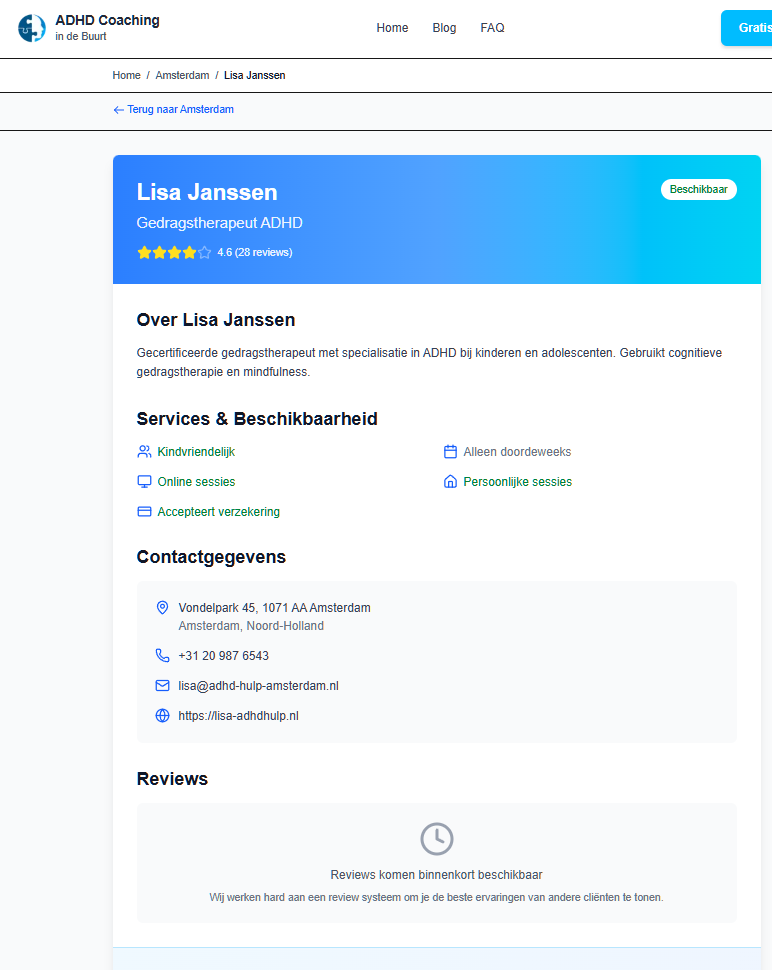 ADHD Coaching
in de Buurt
Home
Blog
FAQ
Gratis
Home / Amsterdam / Lisa Janssen
← Terug naar Amsterdam
Lisa Janssen
Beschikbaar
Gedragstherapeut ADHD
4.6 (28 reviews)
Over Lisa Janssen
Gecertificeerde gedragstherapeut met specialisatie in ADHD bij kinderen en adolescenten. Gebruikt cognitieve
gedragstherapie en mindfulness.
Services & Beschikbaarheid
Kindvriendelijk
Alleen doordeweeks
Online sessies
Persoonlijke sessies
Accepteert verzekering
Contactgegevens
Vondelpark 45, 1071 AA Amsterdam
Amsterdam, Noord-Holland
+31 20 987 6543
lisa@adhd-hulp-amsterdam.nl
https://lisa-adhdhulp.nl
Reviews
Reviews komen binnenkort beschikbaar
Wij werken hard aan een review systeem om je de beste ervaringen van andere cliënten te tonen.